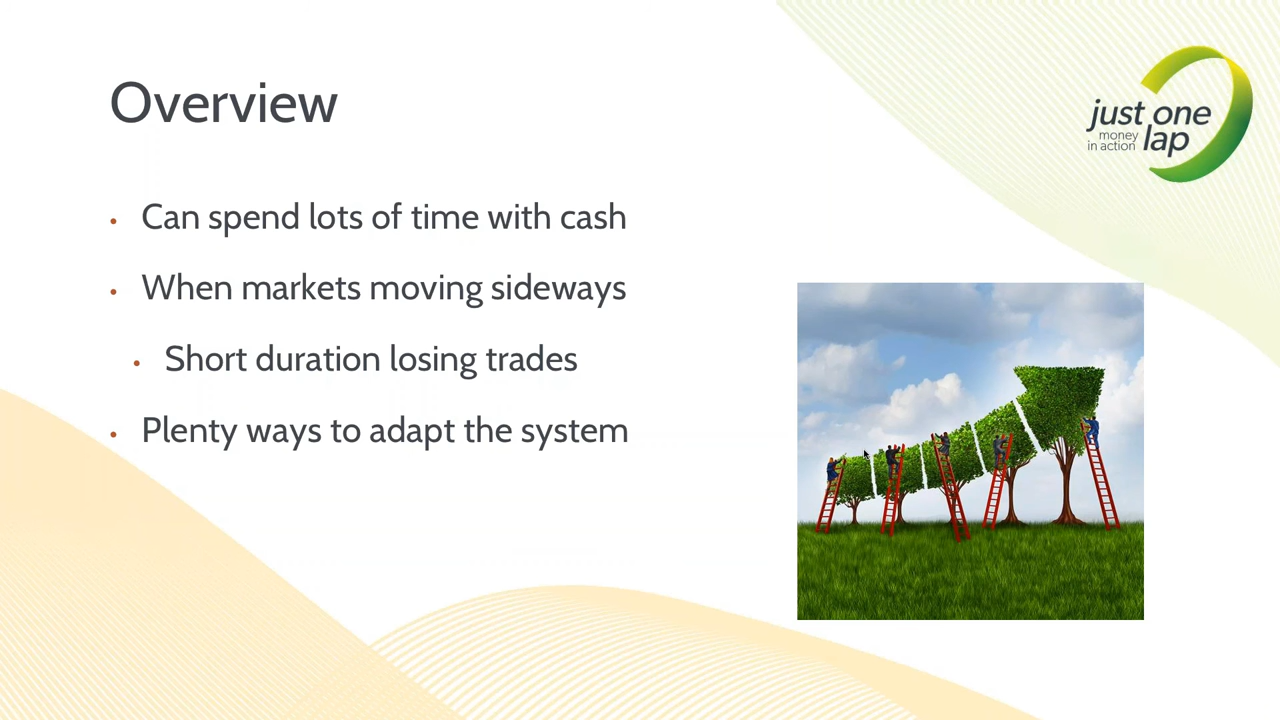 Overview
just one
money
in action lap
• Can spend lots of time with cash
• When markets moving sideways
• Short duration losing trades
• Plenty ways to adapt the system